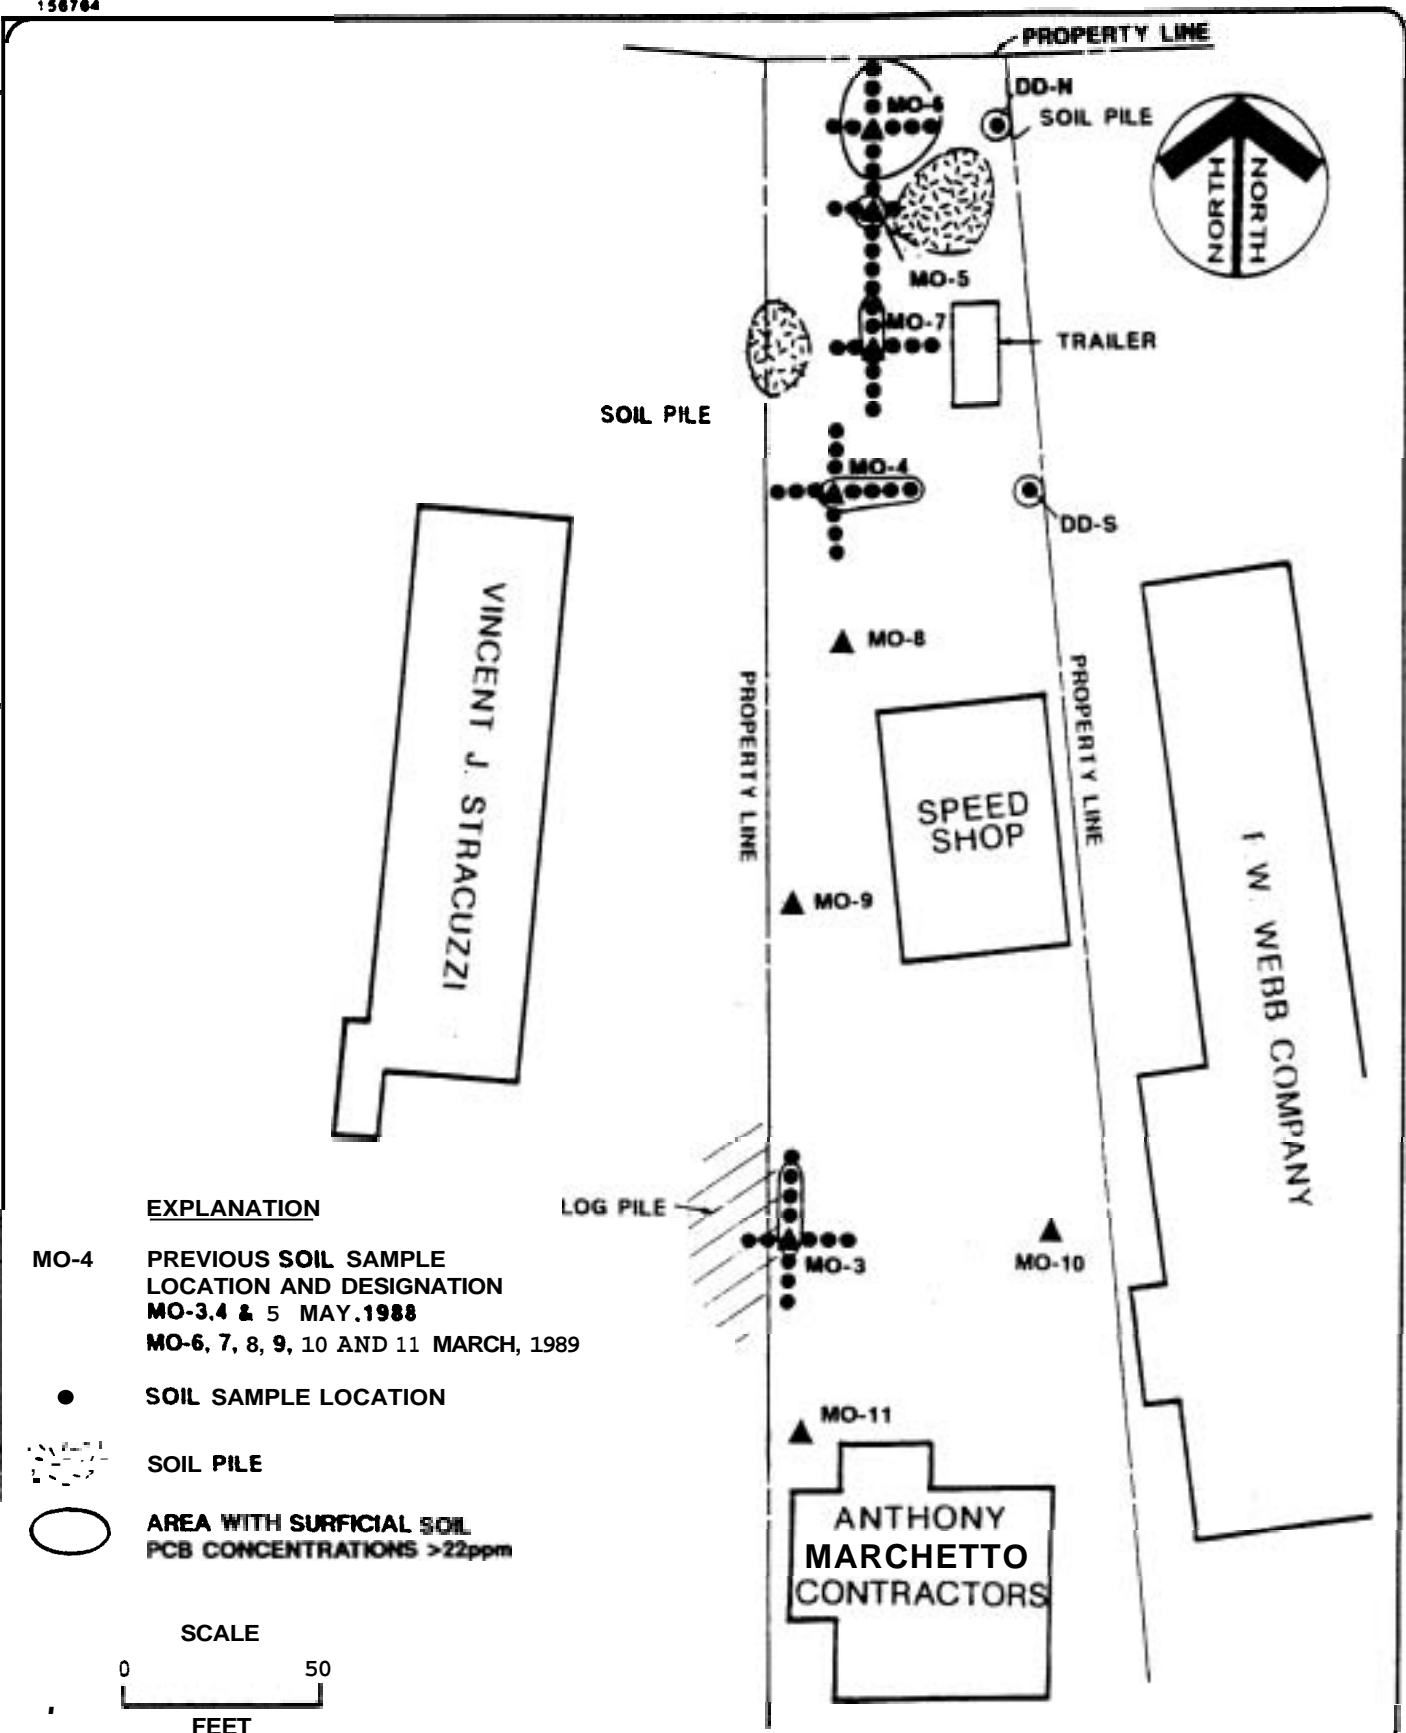 156764
PROPERTY LINE
DD-N
SOIL PILE
MO-6
NORTH
NORTH
MO-5
MO-7
TRAILER
SOIL PILE
MO-4
DD-S
MO-8
VINCENT J. STRACUZZI
PROPERTY LINE
PROPERTY LINE
SPEED
SHOP
W. WEBB COMPANY
MO-9
LOG PILE
MO-3
MO-10
MO-11
ANTHONY
MARCHETTO
CONTRACTORS
EXPLANATION
MO-4 PREVIOUS SOIL SAMPLE
LOCATION AND DESIGNATION
MO-3,4 & 5 MAY.1988
MO-6, 7, 8, 9, 10 AND 11 MARCH, 1989
SOIL SAMPLE LOCATION
SOIL PILE
AREA WITH SURFICIAL SOIL
PCB CONCENTRATIONS >22ppm
SCALE
0 50
FEET